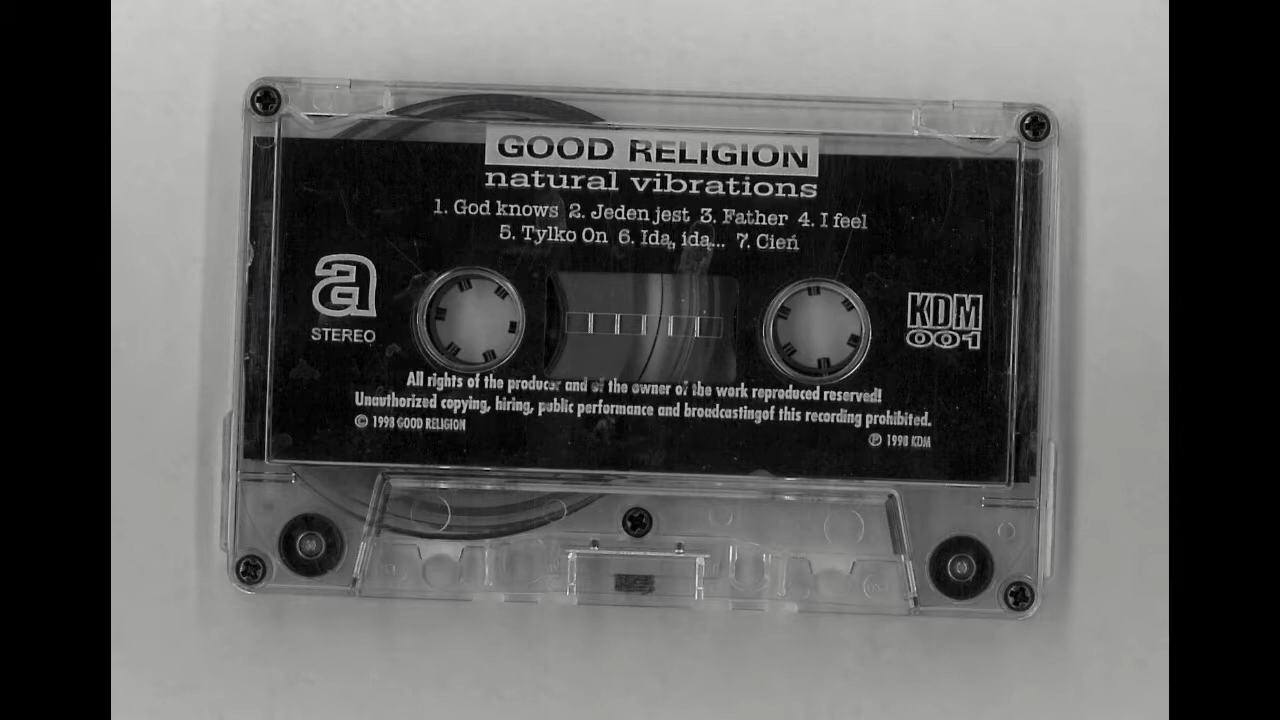 GOOD RELIGION
natural vibrations
1. God knows 2. Jeden jest 3. Father 4. I feel
5. Tylko On 6. Idą, idą... 7. Cień
a
STEREO
KDM
001
All rights of the producer and of the owner of the work reproduced reserved!
Unauthorized copying, hiring, public performance and broadcastingof this recording prohibited.
© 1998 GOOD RELIGION
℗ 1998 KDM